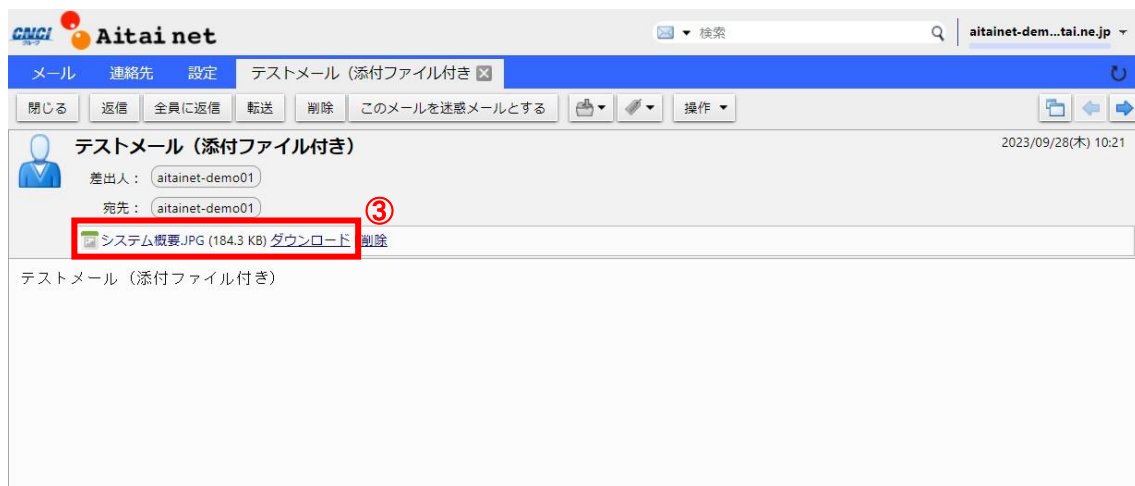 CNCI グループ Aitai net 検索 aitainet-dem...tai.ne.jp
メール 連絡先 設定 テストメール（添付ファイル付き
閉じる 返信 全員に返信 転送 削除 このメールを迷惑メールとする 操作
テストメール（添付ファイル付き） 2023/09/28(木) 10:21
差出人： aitainet-demo01
宛先： aitainet-demo01
③
システム概要.JPG (184.3 KB) ダウンロード 削除
テストメール（添付ファイル付き）